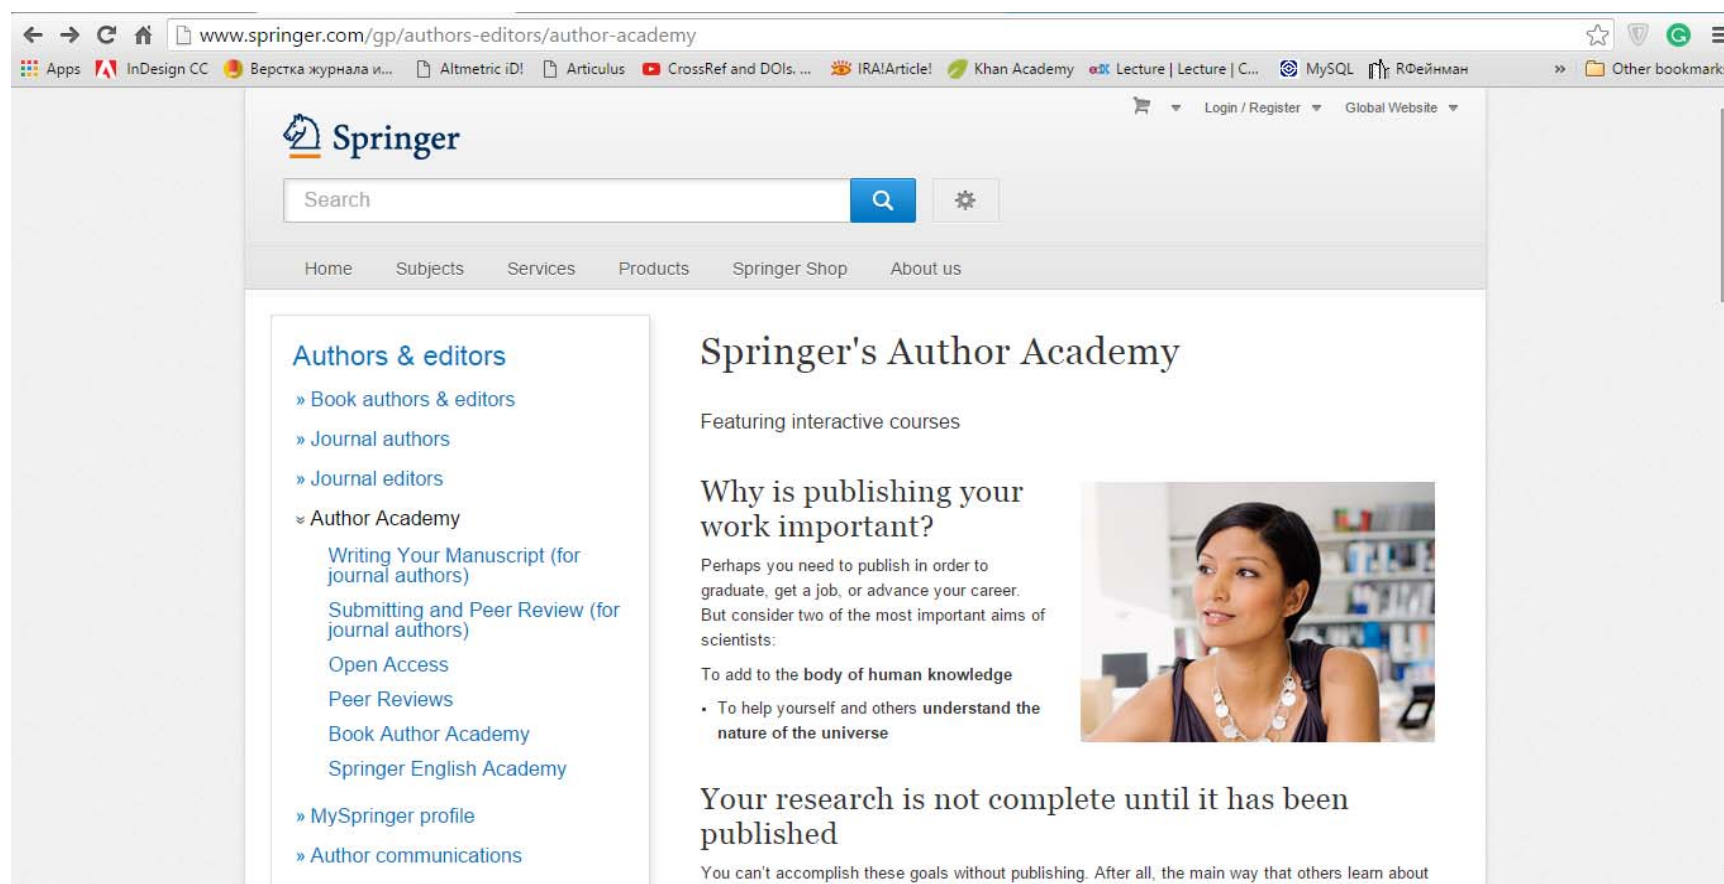 www.springer.com/gp/authors-editors/author-academy
Apps InDesign CC Верстка журнала и... Altmetric iD! Articulus CrossRef and DOIs. ... IRA!Article! Khan Academy Lecture | Lecture | C... MySQL RФейнман » Other bookmarks
Login / Register Global Website
Springer
Search
Home Subjects Services Products Springer Shop About us
Authors & editors
» Book authors & editors
» Journal authors
» Journal editors
Author Academy
Writing Your Manuscript (for
journal authors)
Submitting and Peer Review (for
journal authors)
Open Access
Peer Reviews
Book Author Academy
Springer English Academy
» MySpringer profile
» Author communications
Springer's Author Academy
Featuring interactive courses
Why is publishing your
work important?
Perhaps you need to publish in order to
graduate, get a job, or advance your career.
But consider two of the most important aims of
scientists:
To add to the body of human knowledge
▪ To help yourself and others understand the
nature of the universe
Your research is not complete until it has been
published
You can't accomplish these goals without publishing. After all, the main way that others learn about